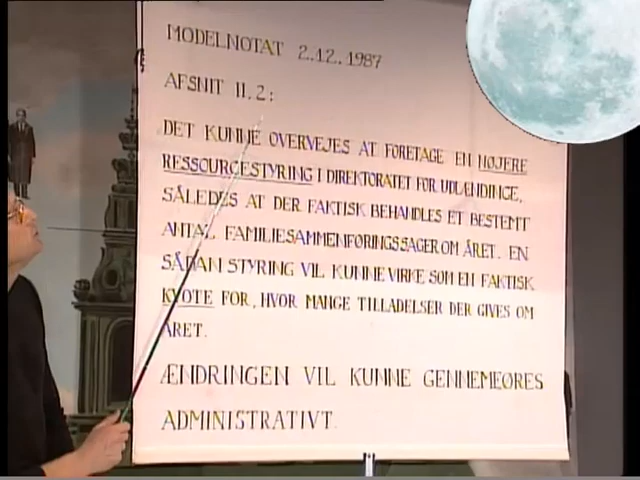 MODELNOTAT 2.12.1987
AFSNIT II.2:
DET KUNNE OVERVEJES AT FORETAGE EN HØJERE
RESSOURCESTYRING I DIREKTORATET FOR UDLÆNDINGE,
SÅLEDES AT DER FAKTISK BEHANDLES ET BESTEMT
ANTAL FAMILIESAMMENFØRINGSSAGER OM ÅRET. EN
SÅDAN STYRING VIL KUNNE VIRKE SOM EN FAKTISK
KVOTE FOR, HVOR MANGE TILLADELSER DER GIVES OM
ÅRET.
ÆNDRINGEN VIL KUNNE GENNEMFØRES
ADMINISTRATIVT.